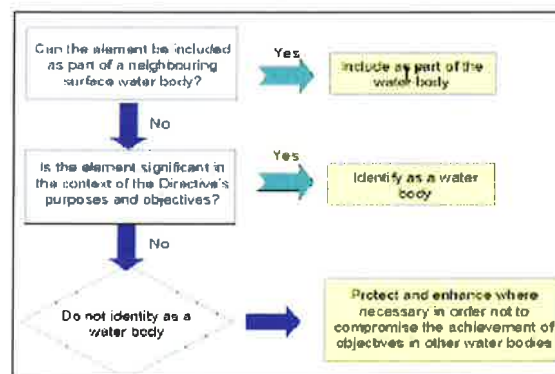 Can the element be included
as part of a neighbouring
surface water body?
Yes
Include as part of the
water body
No
Is the element significant in
the context of the Directive's
purposes and objectives?
Yes
Identify as a water
body
No
Do not identify as a
water body
Protect and enhance where
necessary in order not to
compromise the achievement of
objectives in other water bodies